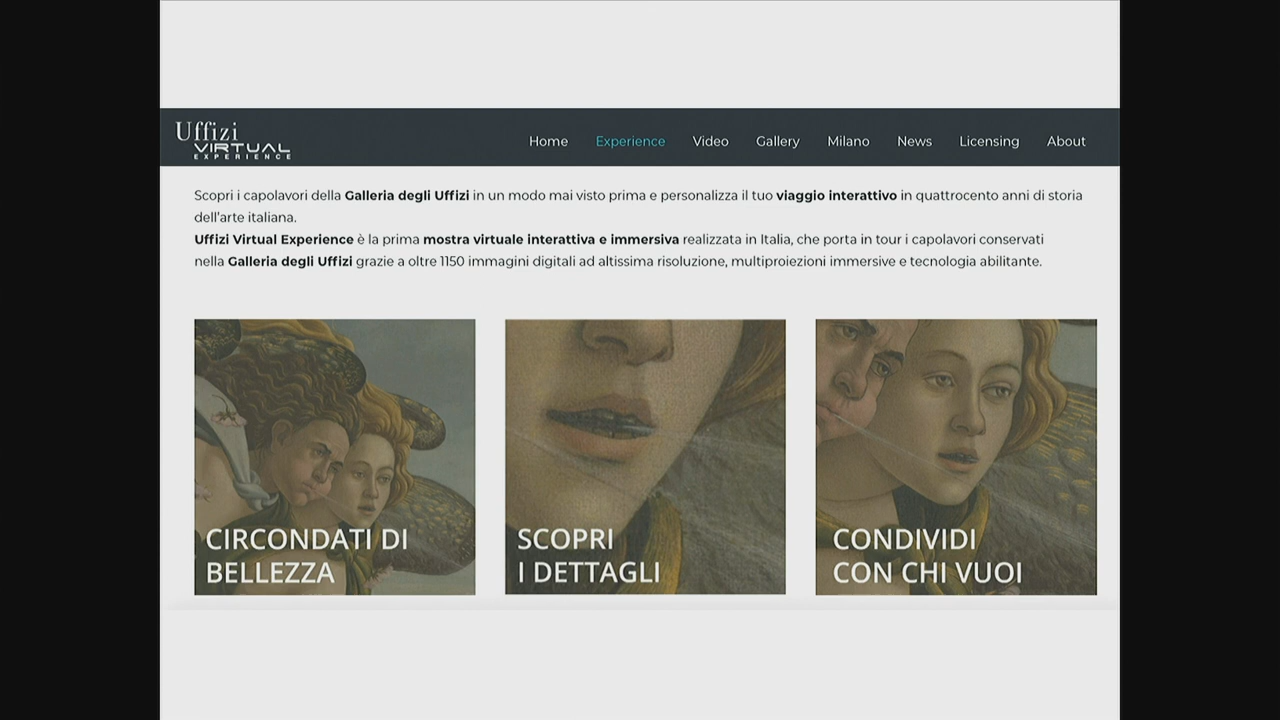 Uffizi
VIRTUAL
EXPERIENCE
Home Experience Video Gallery Milano News Licensing About
Scopri i capolavori della Galleria degli Uffizi in un modo mai visto prima e personalizza il tuo viaggio interattivo in quattrocento anni di storia
dell'arte italiana.
Uffizi Virtual Experience è la prima mostra virtuale interattiva e immersiva realizzata in Italia, che porta in tour i capolavori conservati
nella Galleria degli Uffizi grazie a oltre 1150 immagini digitali ad altissima risoluzione, multiproiezioni immersive e tecnologia abilitante.
CIRCONDATI DI
BELLEZZA
SCOPRI
I DETTAGLI
CONDIVIDI
CON CHI VUOI